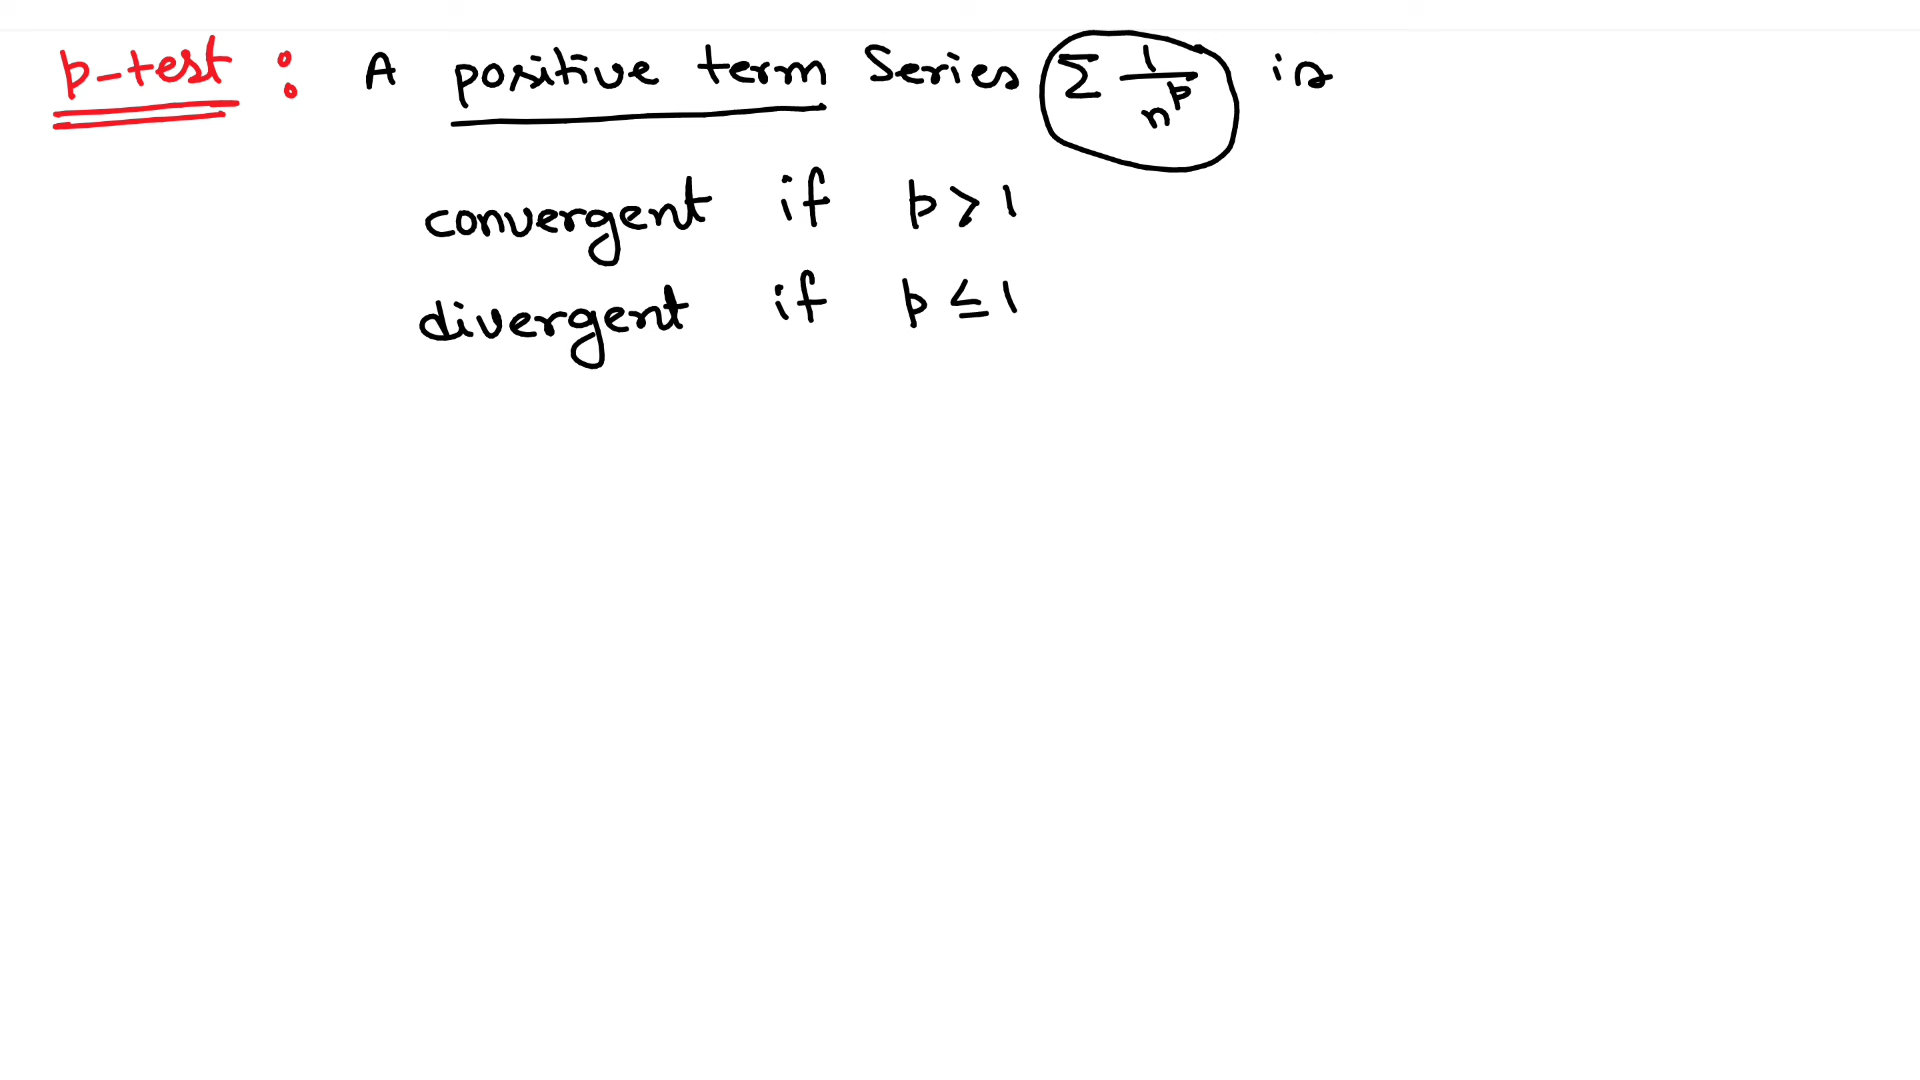 p-test : A positive term Series ∑ 1/n^p is
convergent if p > 1
divergent if p ≤ 1